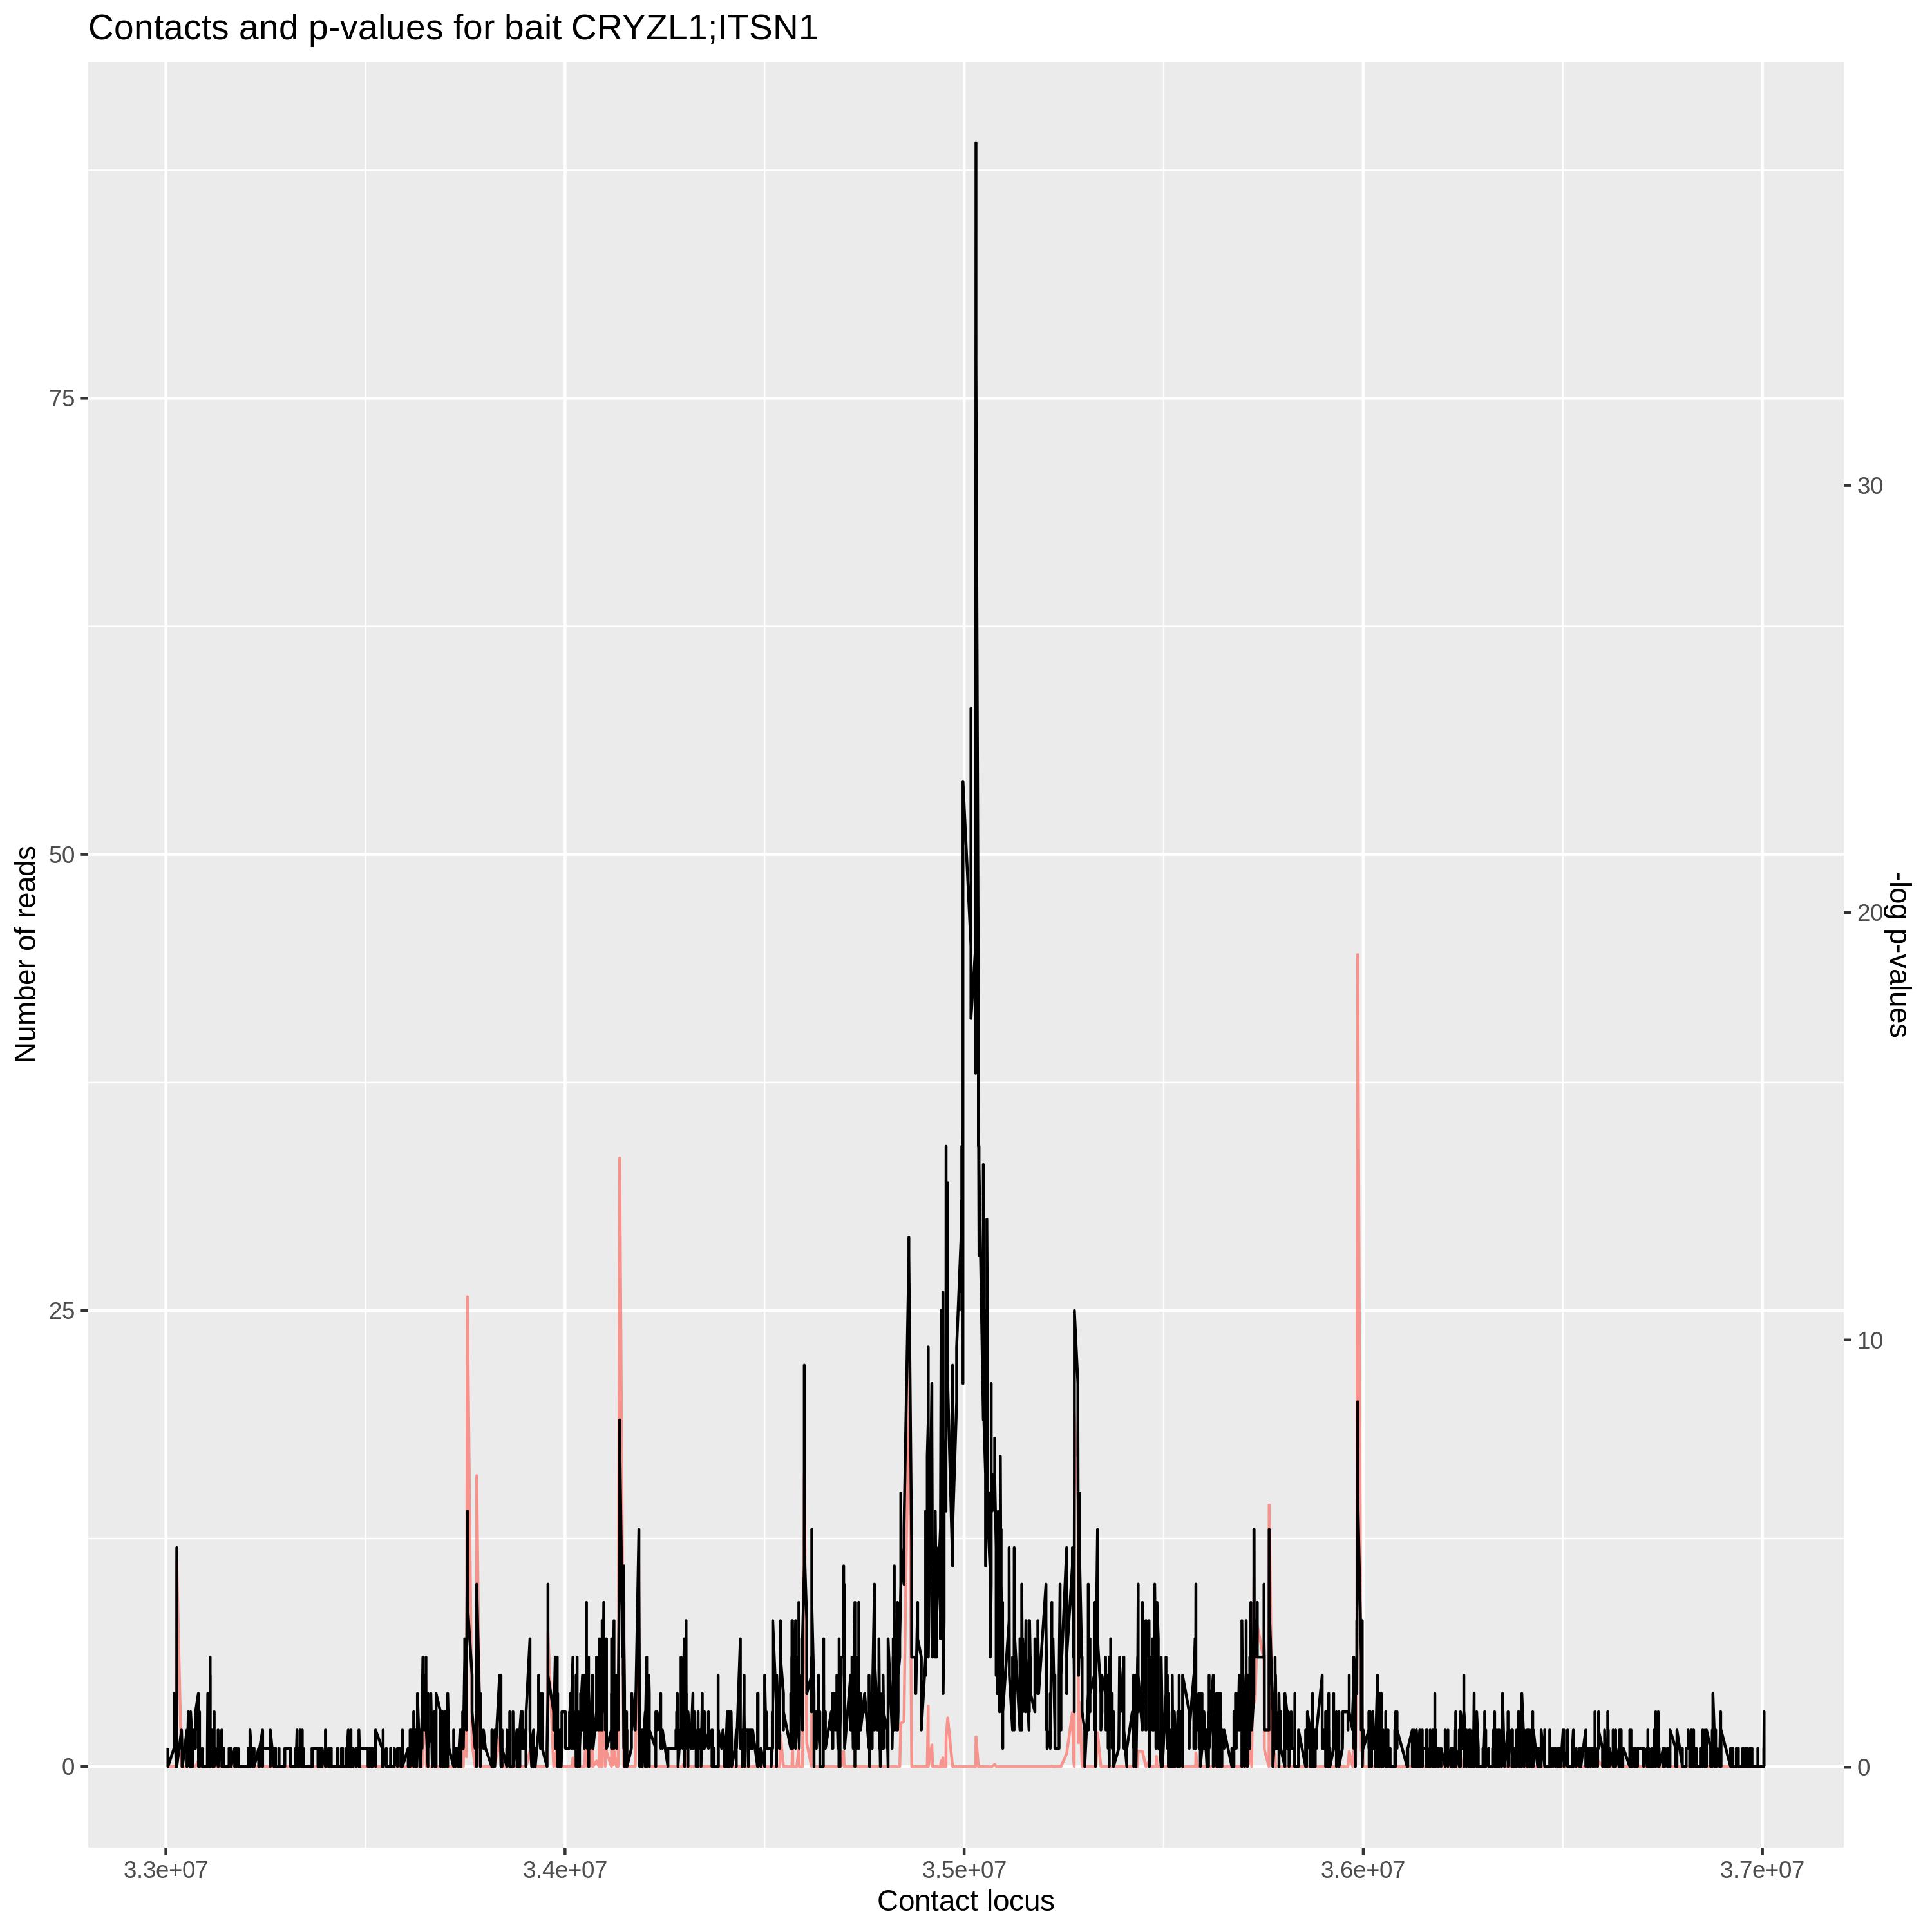 Contacts and p-values for bait CRYZL1;ITSN1
75
50
25
0
Number of reads
30
20
10
0
-log p-values
3.3e+07
3.4e+07
3.5e+07
3.6e+07
3.7e+07
Contact locus